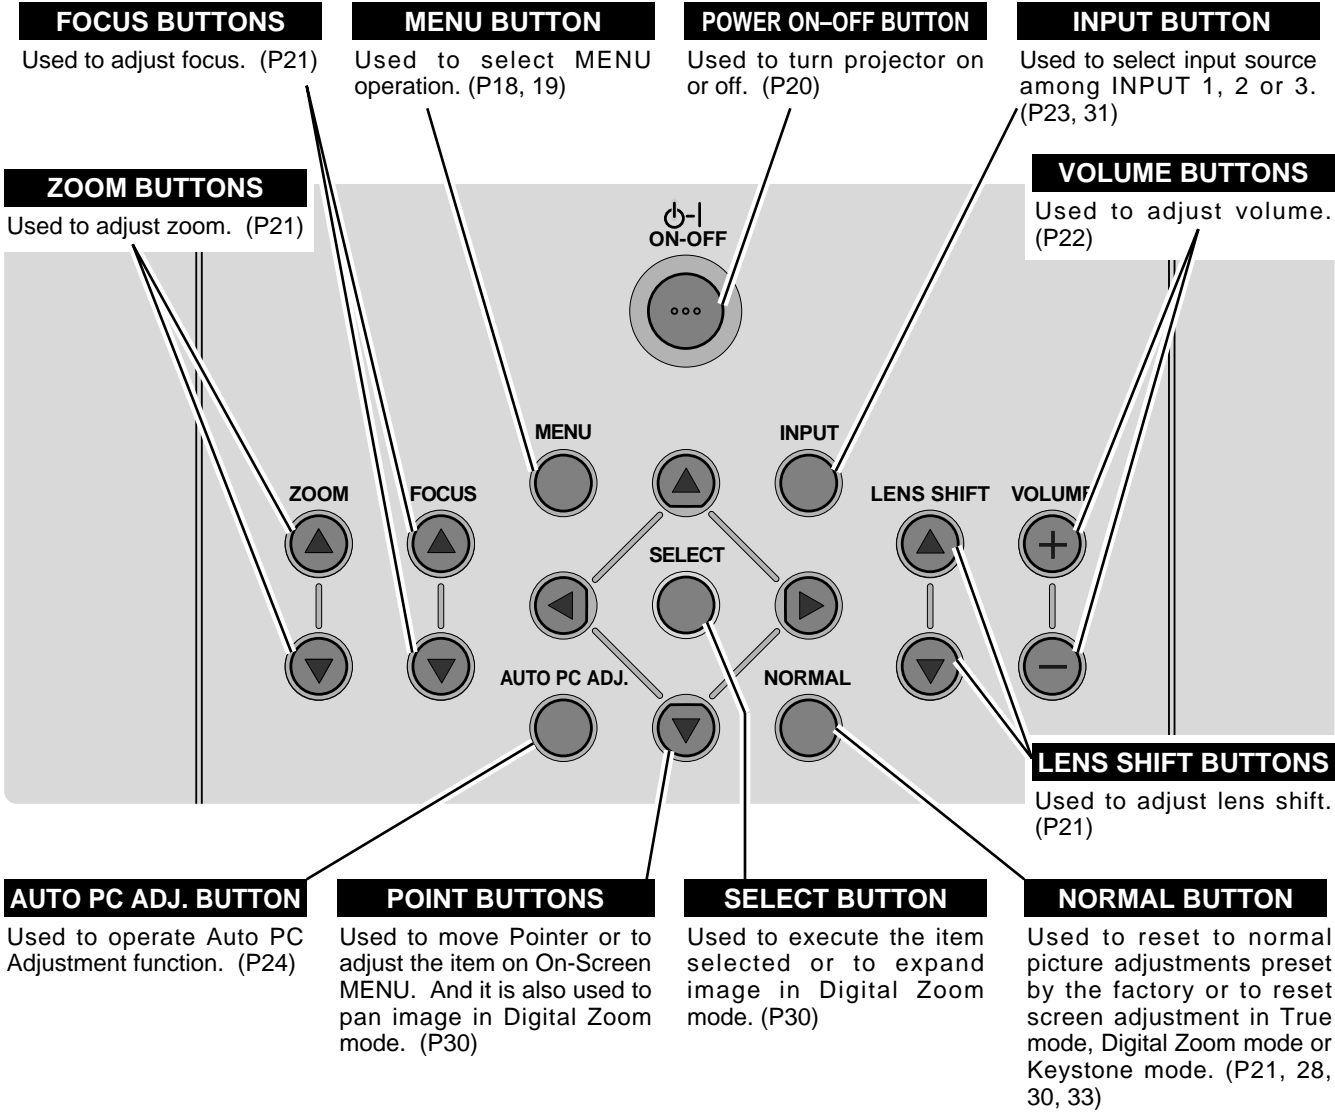 FOCUS BUTTONS
Used to adjust focus. (P21)
MENU BUTTON
Used to select MENU
operation. (P18, 19)
POWER ON–OFF BUTTON
Used to turn projector on
or off. (P20)
INPUT BUTTON
Used to select input source
among INPUT 1, 2 or 3.
(P23, 31)
ZOOM BUTTONS
Used to adjust zoom. (P21)
VOLUME BUTTONS
Used to adjust volume.
(P22)
ON-OFF
MENU
INPUT
ZOOM
FOCUS
LENS SHIFT
VOLUME
SELECT
AUTO PC ADJ.
NORMAL
LENS SHIFT BUTTONS
Used to adjust lens shift.
(P21)
AUTO PC ADJ. BUTTON
Used to operate Auto PC
Adjustment function. (P24)
POINT BUTTONS
Used to move Pointer or to
adjust the item on On-Screen
MENU. And it is also used to
pan image in Digital Zoom
mode. (P30)
SELECT BUTTON
Used to execute the item
selected or to expand
image in Digital Zoom
mode. (P30)
NORMAL BUTTON
Used to reset to normal
picture adjustments preset
by the factory or to reset
screen adjustment in True
mode, Digital Zoom mode or
Keystone mode. (P21, 28,
30, 33)